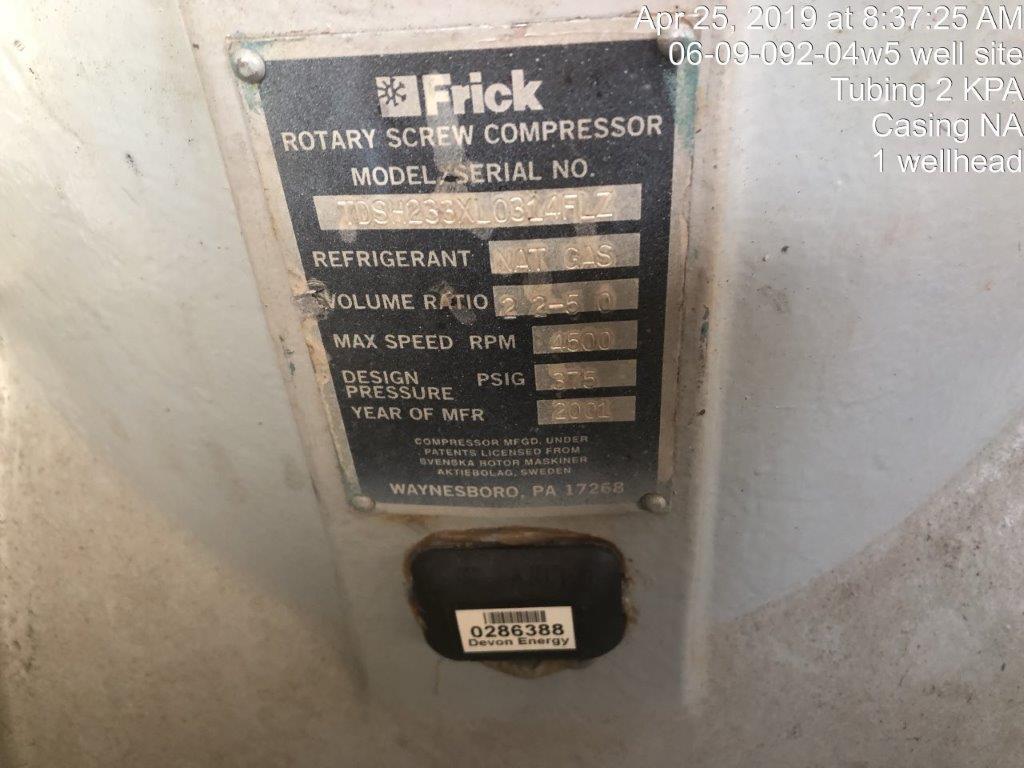 Apr 25, 2019 at 8:37:25 AM
06-09-092-04w5 well site
Tubing 2 KPA
Casing NA
1 wellhead
Frick
ROTARY SCREW COMPRESSOR
MODEL/SERIAL NO.
TDSH233XL0314FLZ
REFRIGERANT NAT GAS
VOLUME RATIO 2.2-5.0
MAX SPEED RPM 4500
DESIGN PRESSURE PSIG 375
YEAR OF MFR 2001
COMPRESSOR MFGD. UNDER
PATENTS LICENSED FROM
SVENSKA ROTOR MASKINER
AKTIEBOLAG, SWEDEN
WAYNESBORO, PA 17268
0286388
Devon Energy